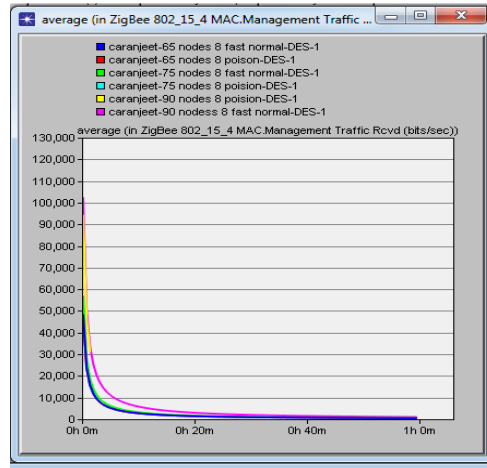 average (in ZigBee 802_15_4 MAC.Management Traffic ...
caranjeet-65 nodes 8 fast normal-DES-1
caranjeet-65 nodes 8 poison-DES-1
caranjeet-75 nodes 8 fast normal-DES-1
caranjeet-75 nodes 8 poision-DES-1
caranjeet-90 nodes 8 poision-DES-1
caranjeet-90 nodess 8 fast normal-DES-1
average (in ZigBee 802_15_4 MAC.Management Traffic Rcvd (bits/sec))
130,000
120,000
110,000
100,000
90,000
80,000
70,000
60,000
50,000
40,000
30,000
20,000
10,000
0
0h 0m 0h 20m 0h 40m 1h 0m